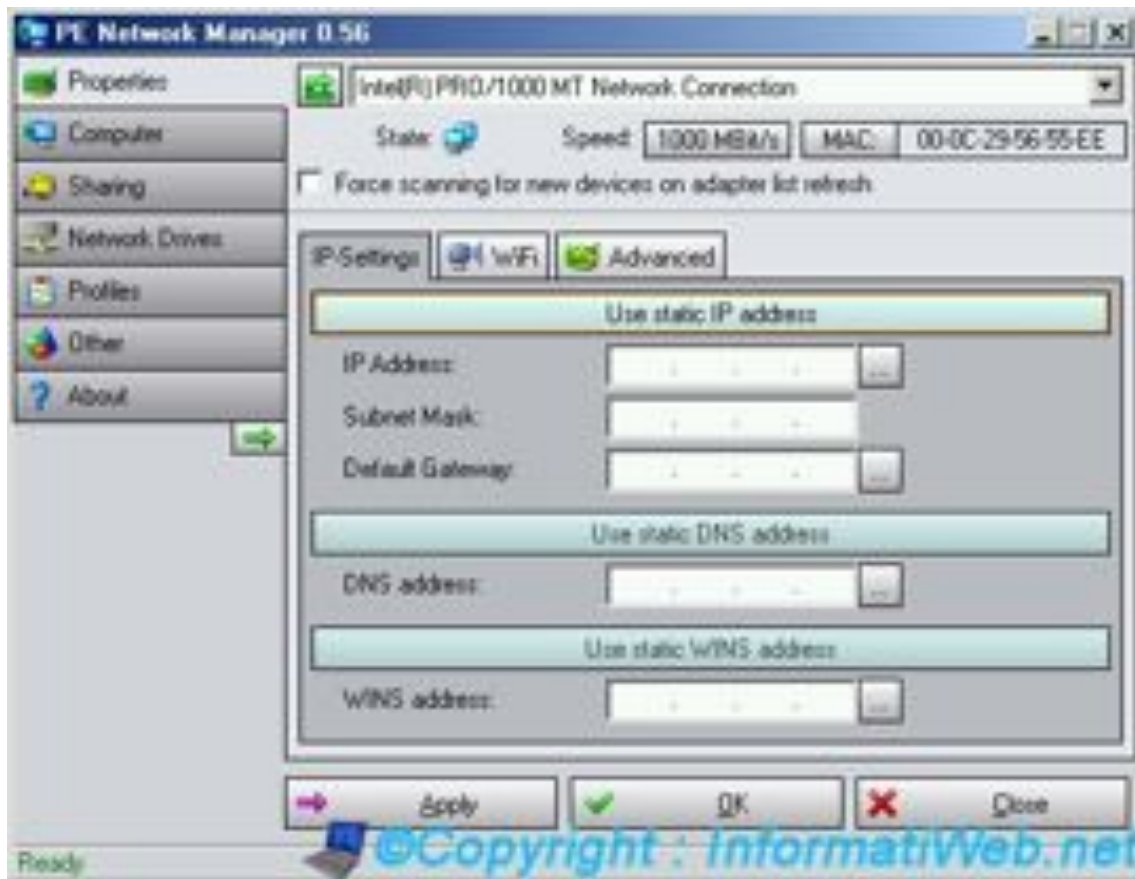 PE Network Manager 0.56
Properties
Computer
Sharing
Network Drives
Profiles
Other
About
Intel(R) PRO/1000 MT Network Connection
State: Speed: 1000 MBit/s MAC: 00-0C-29-56-55-EE
Force scanning for new devices on adapter list refresh
IP-Settings WiFi Advanced
Use static IP address
IP Address:
Subnet Mask:
Default Gateway:
Use static DNS address
DNS address:
Use static WINS address
WINS address:
Apply OK Close
©Copyright : InformatiWeb.net
Ready